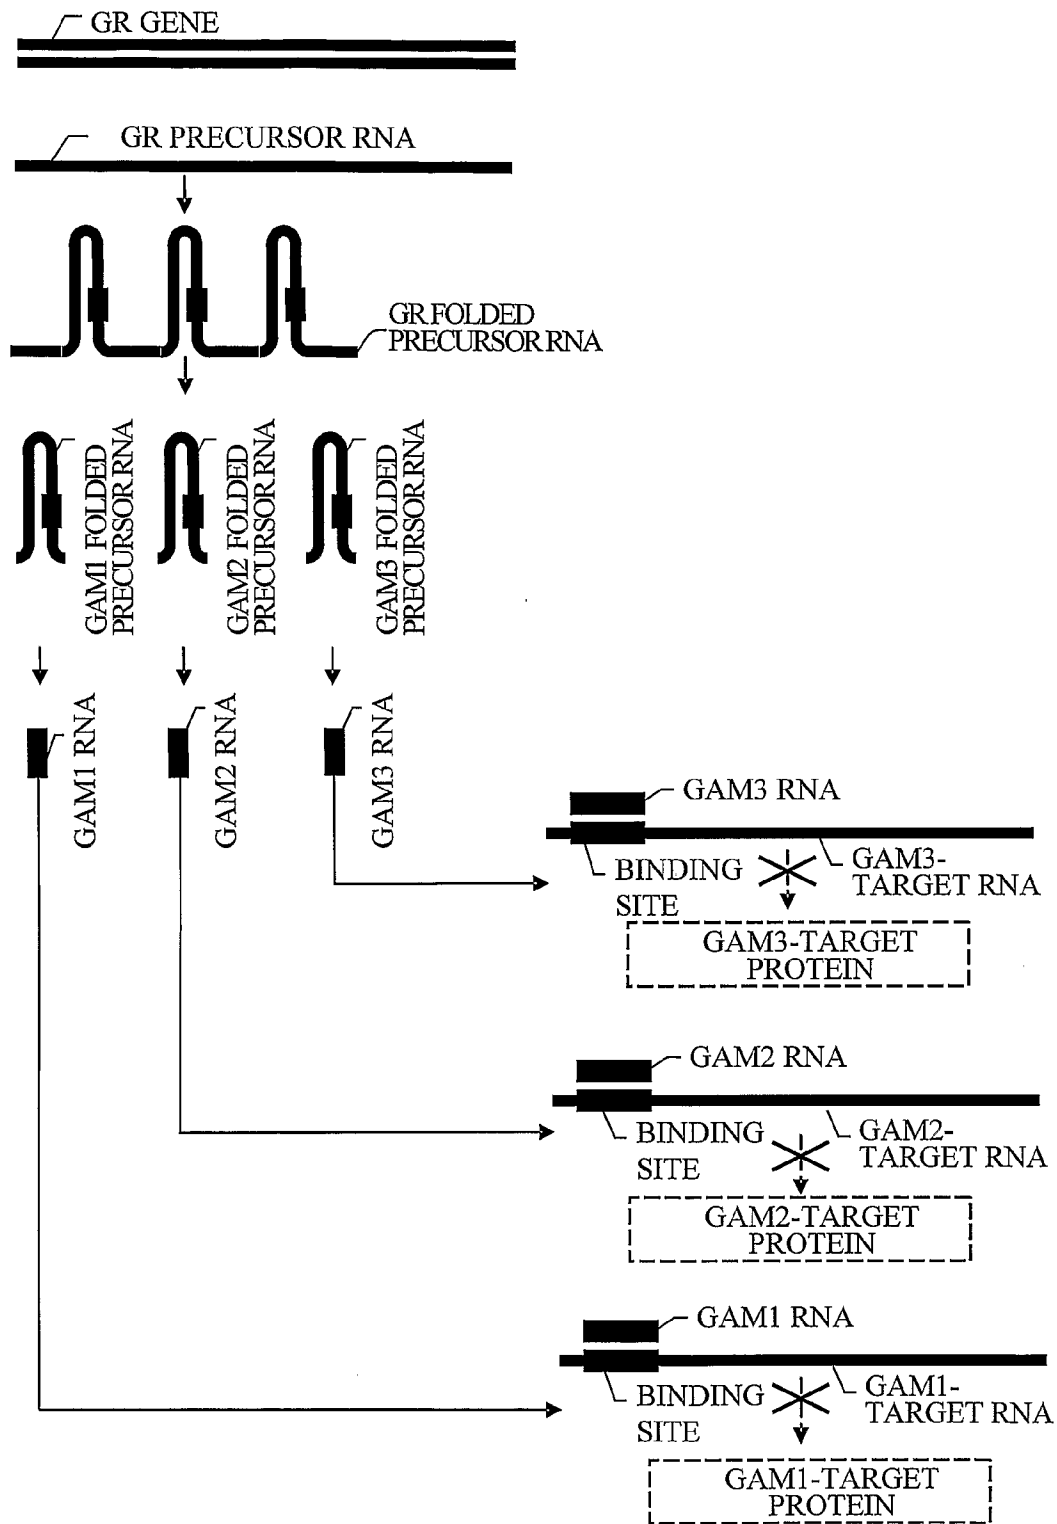 GR GENE
GR PRECURSOR RNA
GR FOLDED
PRECURSOR RNA
GAM1 FOLDED
PRECURSOR RNA
GAM2 FOLDED
PRECURSOR RNA
GAM3 FOLDED
PRECURSOR RNA
GAM1 RNA
GAM2 RNA
GAM3 RNA
GAM3 RNA
BINDING
SITE
GAM3-
TARGET RNA
GAM3-TARGET
PROTEIN
GAM2 RNA
BINDING
SITE
GAM2-
TARGET RNA
GAM2-TARGET
PROTEIN
GAM1 RNA
BINDING
SITE
GAM1-
TARGET RNA
GAM1-TARGET
PROTEIN